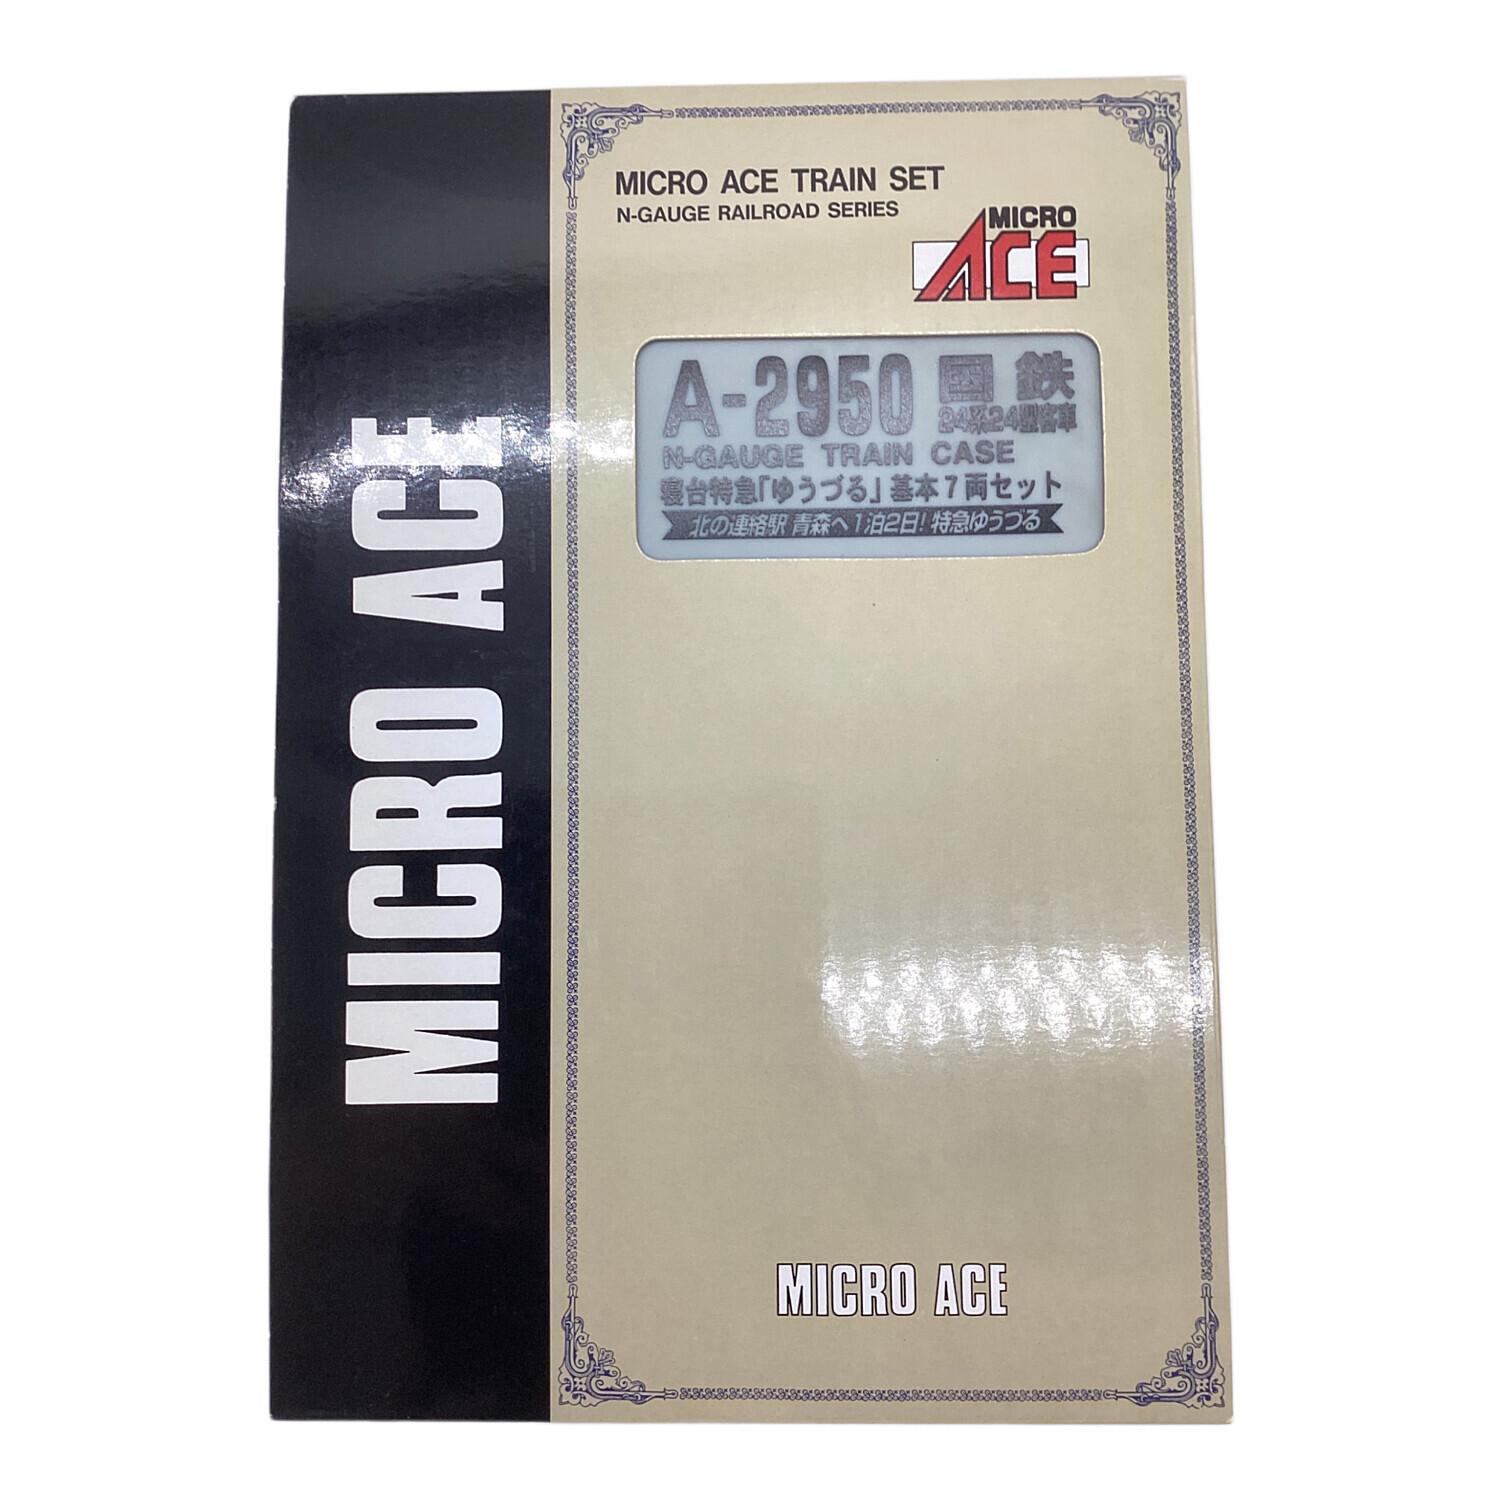 MICRO ACE
MICRO ACE TRAIN SET
N-GAUGE RAILROAD SERIES
MICRO
ACE
A-2950 国鉄
24系24型客車
N-GAUGE TRAIN CASE
寝台特急「ゆうづる」基本7両セット
北の連絡駅 青森へ1泊2日!特急ゆうづる
MICRO ACE